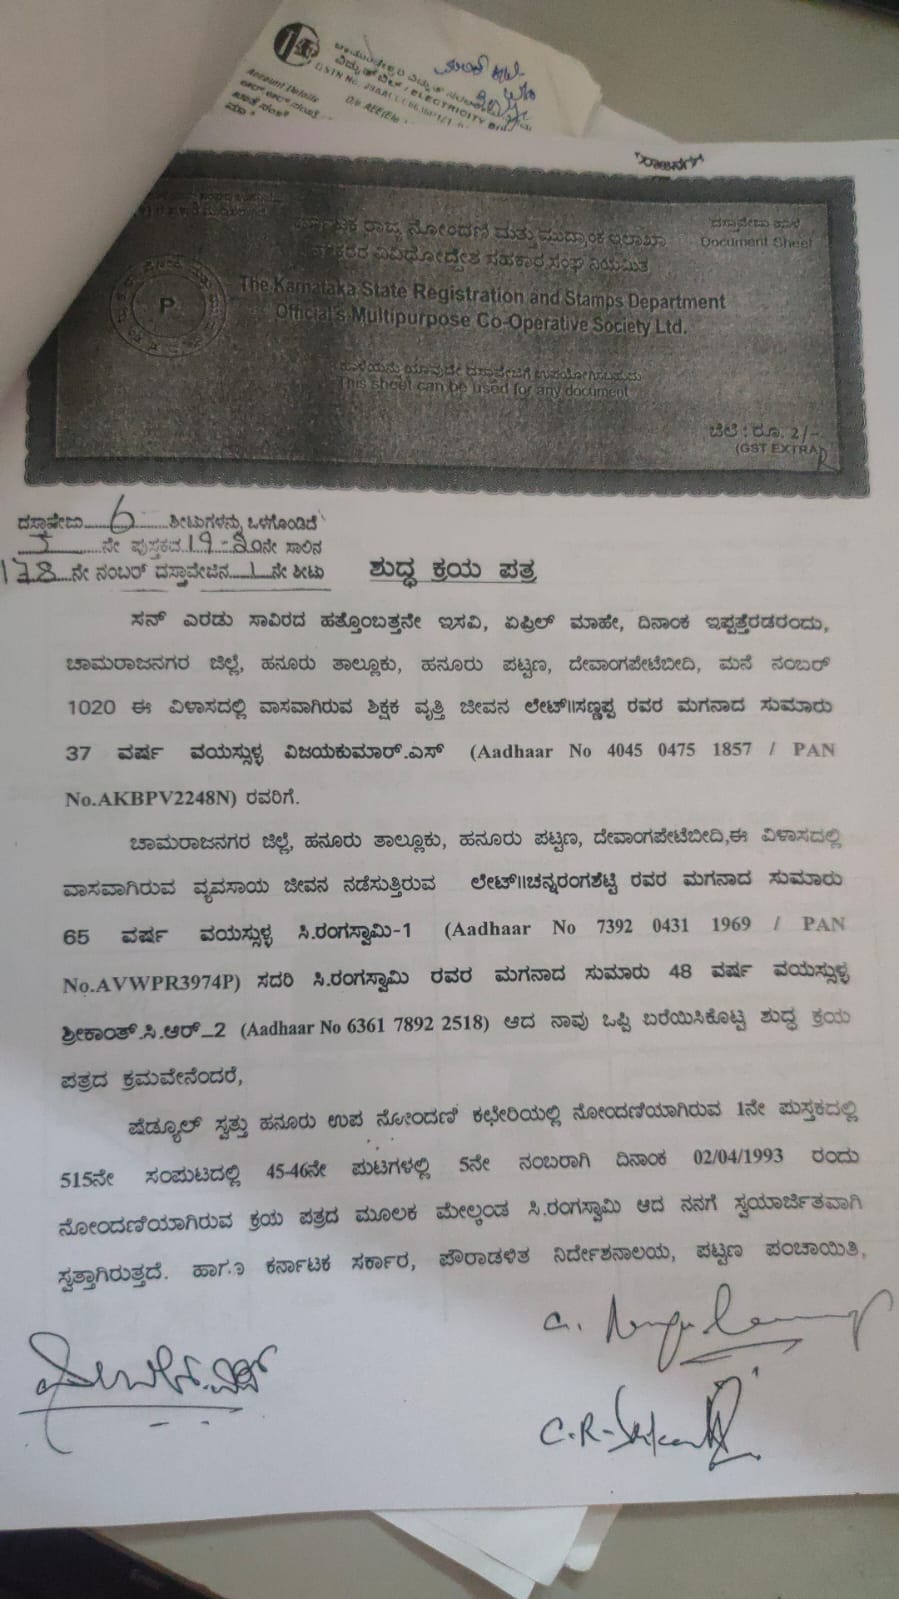 ವಿದ್ಯುತ್ ಬಿಲ್ / ELECTRICITY
Account Details
ದಸ್ತಾವೇಜು ಹಾಳೆ
Document Sheet
ಕರ್ನಾಟಕ ರಾಜ್ಯ ನೋಂದಣಿ ಮತ್ತು ಮುದ್ರಾಂಕ ಇಲಾಖಾ
ನೌಕರರ ವಿವಿಧೋದ್ದೇಶ ಸಹಕಾರ ಸಂಘ ನಿಯಮಿತ
P.
The Karnataka State Registration and Stamps Department
Official's Multipurpose Co-Operative Society Ltd.
ಹಾಳೆಯನ್ನು ಯಾವುದೇ ದಸ್ತಾವೇಜಿಗೆ ಉಪಯೋಗಿಸಬಹುದು
This sheet can be used for any document
ಬೆಲೆ : ರೂ. 2/-
(GST EXTRA)
ದಸ್ತಾವೇಜು 6 ಶೀಟುಗಳನ್ನು ಒಳಗೊಂಡಿದೆ
ನೇ ಪುಸ್ತಕದ 19-20ನೇ ಸಾಲಿನ
178 ನೇ ನಂಬರ್ ದಸ್ತಾವೇಜಿನ 1 ನೇ ಶೀಟು
ಶುದ್ಧ ಕ್ರಯ ಪತ್ರ
ಸನ್ ಎರಡು ಸಾವಿರದ ಹತ್ತೊಂಬತ್ತನೇ ಇಸವಿ, ಏಪ್ರಿಲ್ ಮಾಹೇ, ದಿನಾಂಕ ಇಪ್ಪತ್ತೆರಡರಂದು,
ಚಾಮರಾಜನಗರ ಜಿಲ್ಲೆ, ಹನೂರು ತಾಲ್ಲೂಕು, ಹನೂರು ಪಟ್ಟಣ, ದೇವಾಂಗಪೇಟೆಬೀದಿ, ಮನೆ ನಂಬರ್
1020 ಈ ವಿಳಾಸದಲ್ಲಿ ವಾಸವಾಗಿರುವ ಶಿಕ್ಷಕ ವೃತ್ತಿ ಜೀವನ ಲೇಟ್||ಸಣ್ಣಪ್ಪ ರವರ ಮಗನಾದ ಸುಮಾರು
37 ವರ್ಷ ವಯಸ್ಸುಳ್ಳ ವಿಜಯಕುಮಾರ್.ಎಸ್ (Aadhaar No 4045 0475 1857 / PAN
No.AKBPV2248N) ರವರಿಗೆ.
ಚಾಮರಾಜನಗರ ಜಿಲ್ಲೆ, ಹನೂರು ತಾಲ್ಲೂಕು, ಹನೂರು ಪಟ್ಟಣ, ದೇವಾಂಗಪೇಟೆಬೀದಿ,ಈ ವಿಳಾಸದಲ್ಲಿ
ವಾಸವಾಗಿರುವ ವ್ಯವಸಾಯ ಜೀವನ ನಡೆಸುತ್ತಿರುವ ಲೇಟ್||ಚನ್ನರಂಗಶೆಟ್ಟಿ ರವರ ಮಗನಾದ ಸುಮಾರು
65 ವರ್ಷ ವಯಸ್ಸುಳ್ಳ ಸಿ.ರಂಗಸ್ವಾಮಿ-1 (Aadhaar No 7392 0431 1969 / PAN
No.AVWPR3974P) ಸದರಿ ಸಿ.ರಂಗಸ್ವಾಮಿ ರವರ ಮಗನಾದ ಸುಮಾರು 48 ವರ್ಷ ವಯಸ್ಸುಳ್ಳ
ಶ್ರೀಕಾಂತ್.ಸಿ.ಆರ್_2 (Aadhaar No 6361 7892 2518) ಆದ ನಾವು ಒಪ್ಪಿ ಬರೆಯಿಸಿಕೊಟ್ಟ ಶುದ್ಧ ಕ್ರಯ
ಪತ್ರದ ಕ್ರಮವೇನೆಂದರೆ,
ಷೆಡ್ಯೂಲ್ ಸ್ವತ್ತು ಹನೂರು ಉಪ ನೋಂದಣಿ ಕಛೇರಿಯಲ್ಲಿ ನೋಂದಣಿಯಾಗಿರುವ 1ನೇ ಪುಸ್ತಕದಲ್ಲಿ
515ನೇ ಸಂಪುಟದಲ್ಲಿ 45-46ನೇ ಪುಟಗಳಲ್ಲಿ 5ನೇ ನಂಬರಾಗಿ ದಿನಾಂಕ 02/04/1993 ರಂದು
ನೋಂದಣಿಯಾಗಿರುವ ಕ್ರಯ ಪತ್ರದ ಮೂಲಕ ಮೇಲ್ಕಂಡ ಸಿ.ರಂಗಸ್ವಾಮಿ ಆದ ನನಗೆ ಸ್ವಯಾರ್ಜಿತವಾಗಿ
ಸ್ವತ್ತಾಗಿರುತ್ತದೆ. ಹಾಗೂ ಕರ್ನಾಟಕ ಸರ್ಕಾರ, ಪೌರಾಡಳಿತ ನಿರ್ದೇಶನಾಲಯ, ಪಟ್ಟಣ ಪಂಚಾಯಿತಿ,
C.R-Srikanth